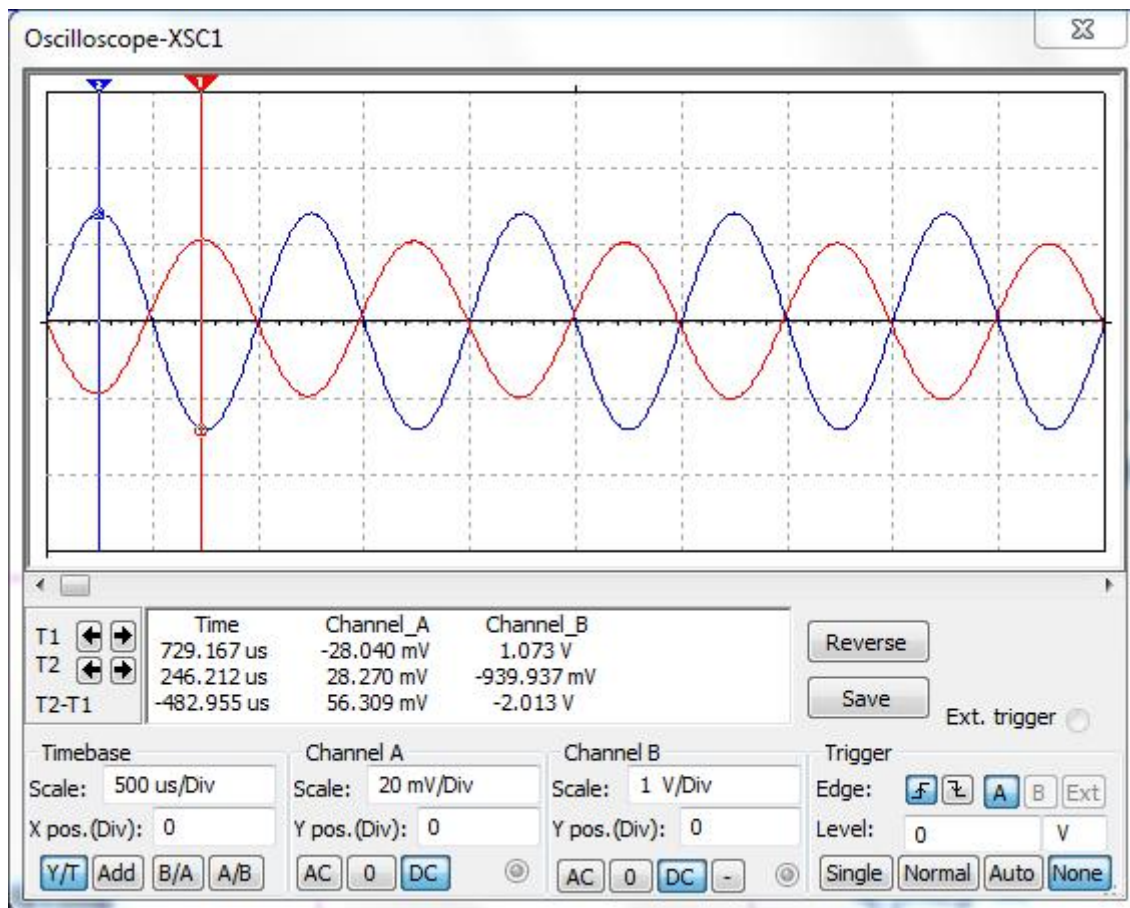 Oscilloscope-XSC1
2 1
Time Channel_A Channel_B
T1 729.167 us -28.040 mV 1.073 V
T2 246.212 us 28.270 mV -939.937 mV
T2-T1 -482.955 us 56.309 mV -2.013 V
Reverse
Save
Ext. trigger
Timebase Channel A Channel B Trigger
Scale: 500 us/Div Scale: 20 mV/Div Scale: 1 V/Div Edge: A B Ext
X pos.(Div): 0 Y pos.(Div): 0 Y pos.(Div): 0 Level: 0 V
Y/T Add B/A A/B AC 0 DC AC 0 DC - Single Normal Auto None